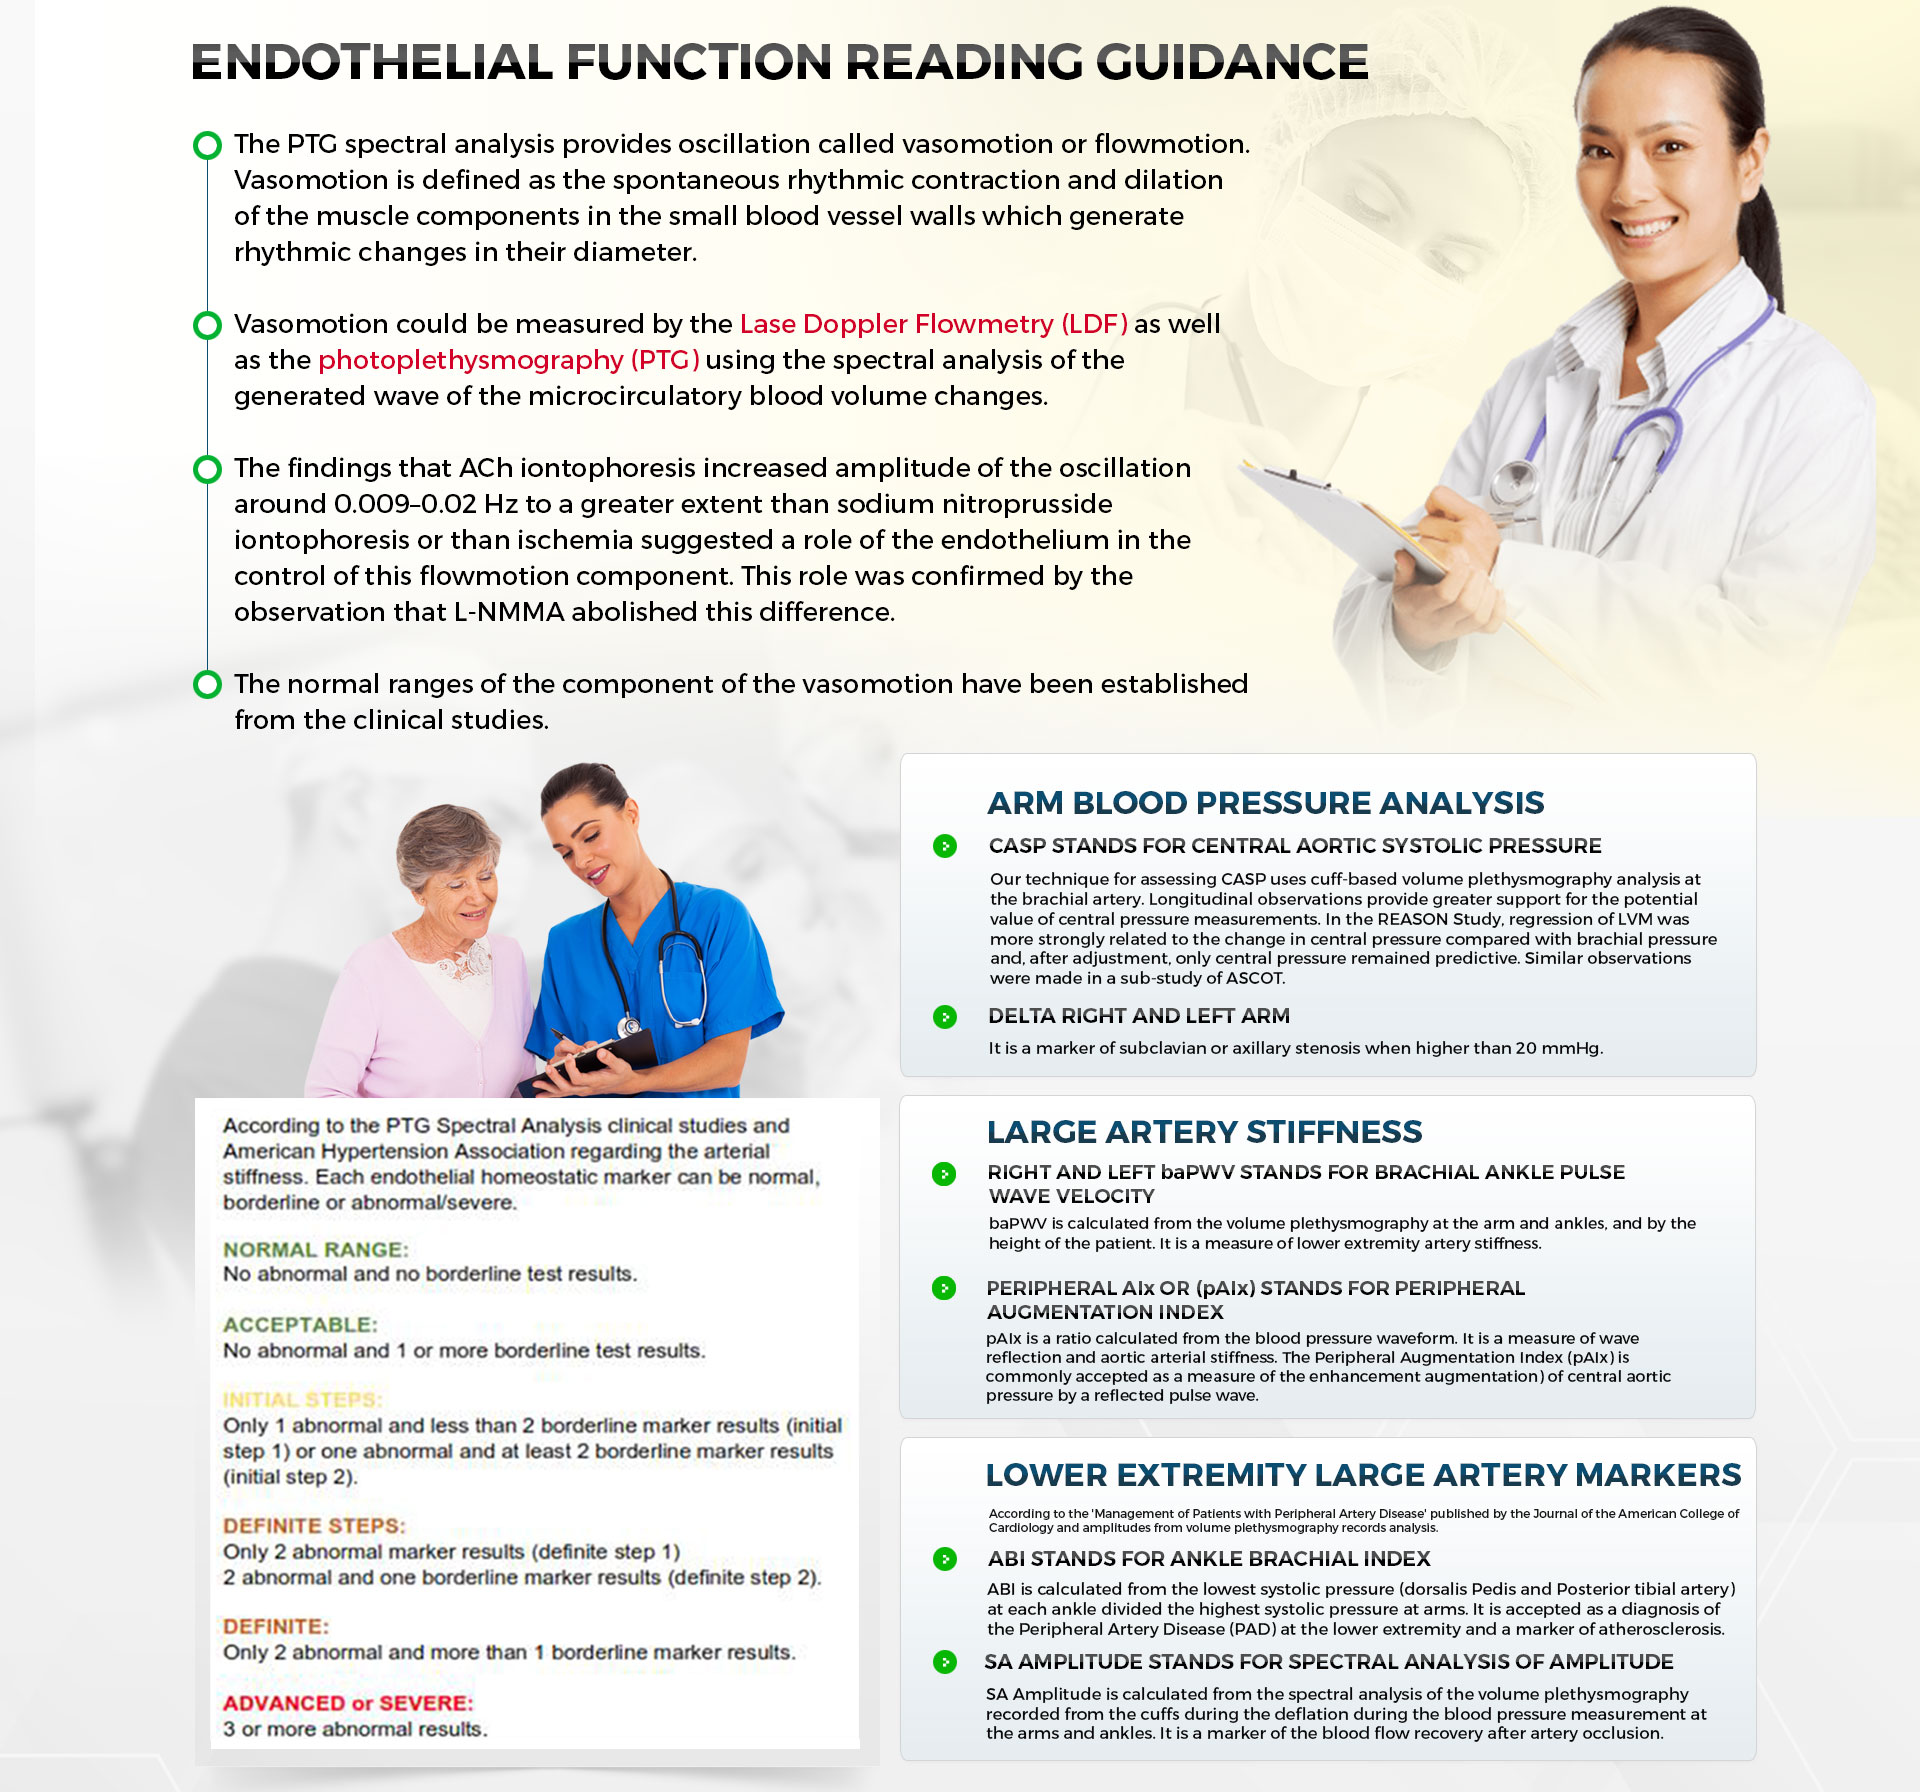 ENDOTHELIAL FUNCTION READING GUIDANCE
The PTG spectral analysis provides oscillation called vasomotion or flowmotion.
Vasomotion is defined as the spontaneous rhythmic contraction and dilation
of the muscle components in the small blood vessel walls which generate
rhythmic changes in their diameter.
Vasomotion could be measured by the Lase Doppler Flowmetry (LDF) as well
as the photoplethysmography (PTG) using the spectral analysis of the
generated wave of the microcirculatory blood volume changes.
The findings that ACh iontophoresis increased amplitude of the oscillation
around 0.009–0.02 Hz to a greater extent than sodium nitroprusside
iontophoresis or than ischemia suggested a role of the endothelium in the
control of this flowmotion component. This role was confirmed by the
observation that L-NMMA abolished this difference.
The normal ranges of the component of the vasomotion have been established
from the clinical studies.
According to the PTG Spectral Analysis clinical studies and
American Hypertension Association regarding the arterial
stiffness. Each endothelial homeostatic marker can be normal,
borderline or abnormal/severe.
NORMAL RANGE:
No abnormal and no borderline test results.
ACCEPTABLE:
No abnormal and 1 or more borderline test results.
INITIAL STEPS:
Only 1 abnormal and less than 2 borderline marker results (initial
step 1) or one abnormal and at least 2 borderline marker results
(initial step 2).
DEFINITE STEPS:
Only 2 abnormal marker results (definite step 1)
2 abnormal and one borderline marker results (definite step 2).
DEFINITE:
Only 2 abnormal and more than 1 borderline marker results.
ADVANCED or SEVERE:
3 or more abnormal results.
ARM BLOOD PRESSURE ANALYSIS
CASP STANDS FOR CENTRAL AORTIC SYSTOLIC PRESSURE
Our technique for assessing CASP uses cuff-based volume plethysmography analysis at
the brachial artery. Longitudinal observations provide greater support for the potential
value of central pressure measurements. In the REASON Study, regression of LVM was
more strongly related to the change in central pressure compared with brachial pressure
and, after adjustment, only central pressure remained predictive. Similar observations
were made in a sub-study of ASCOT.
DELTA RIGHT AND LEFT ARM
It is a marker of subclavian or axillary stenosis when higher than 20 mmHg.
LARGE ARTERY STIFFNESS
RIGHT AND LEFT baPWV STANDS FOR BRACHIAL ANKLE PULSE
WAVE VELOCITY
baPWV is calculated from the volume plethysmography at the arm and ankles, and by the
height of the patient. It is a measure of lower extremity artery stiffness.
PERIPHERAL AIx OR (pAIx) STANDS FOR PERIPHERAL
AUGMENTATION INDEX
pAIx is a ratio calculated from the blood pressure waveform. It is a measure of wave
reflection and aortic arterial stiffness. The Peripheral Augmentation Index (pAIx) is
commonly accepted as a measure of the enhancement augmentation) of central aortic
pressure by a reflected pulse wave.
LOWER EXTREMITY LARGE ARTERY MARKERS
According to the 'Management of Patients with Peripheral Artery Disease' published by the Journal of the American College of
Cardiology and amplitudes from volume plethysmography records analysis.
ABI STANDS FOR ANKLE BRACHIAL INDEX
ABI is calculated from the lowest systolic pressure (dorsalis Pedis and Posterior tibial artery)
at each ankle divided the highest systolic pressure at arms. It is accepted as a diagnosis of
the Peripheral Artery Disease (PAD) at the lower extremity and a marker of atherosclerosis.
SA AMPLITUDE STANDS FOR SPECTRAL ANALYSIS OF AMPLITUDE
SA Amplitude is calculated from the spectral analysis of the volume plethysmography
recorded from the cuffs during the deflation during the blood pressure measurement at
the arms and ankles. It is a marker of the blood flow recovery after artery occlusion.